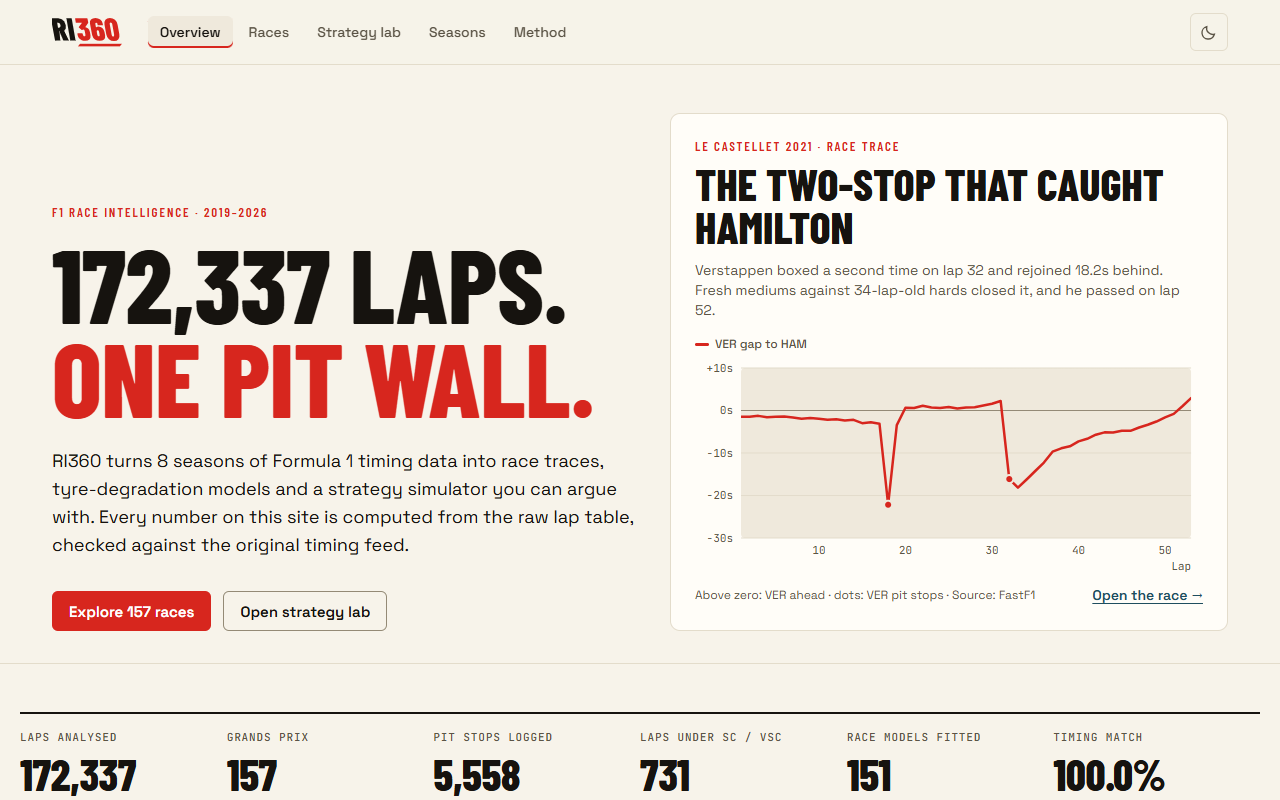 RI360
Overview
Races
Strategy lab
Seasons
Method
F1 RACE INTELLIGENCE · 2019–2026
172,337 LAPS.
ONE PIT WALL.
RI360 turns 8 seasons of Formula 1 timing data into race traces,
tyre-degradation models and a strategy simulator you can argue
with. Every number on this site is computed from the raw lap table,
checked against the original timing feed.
Explore 157 races
Open strategy lab
LE CASTELLET 2021 · RACE TRACE
THE TWO-STOP THAT CAUGHT
HAMILTON
Verstappen boxed a second time on lap 32 and rejoined 18.2s behind.
Fresh mediums against 34-lap-old hards closed it, and he passed on lap
52.
VER gap to HAM
+10s
0s
-10s
-20s
-30s
10 20 30 40 50
Lap
Above zero: VER ahead · dots: VER pit stops · Source: FastF1
Open the race →
LAPS ANALYSED
172,337
GRANDS PRIX
157
PIT STOPS LOGGED
5,558
LAPS UNDER SC / VSC
731
RACE MODELS FITTED
151
TIMING MATCH
100.0%